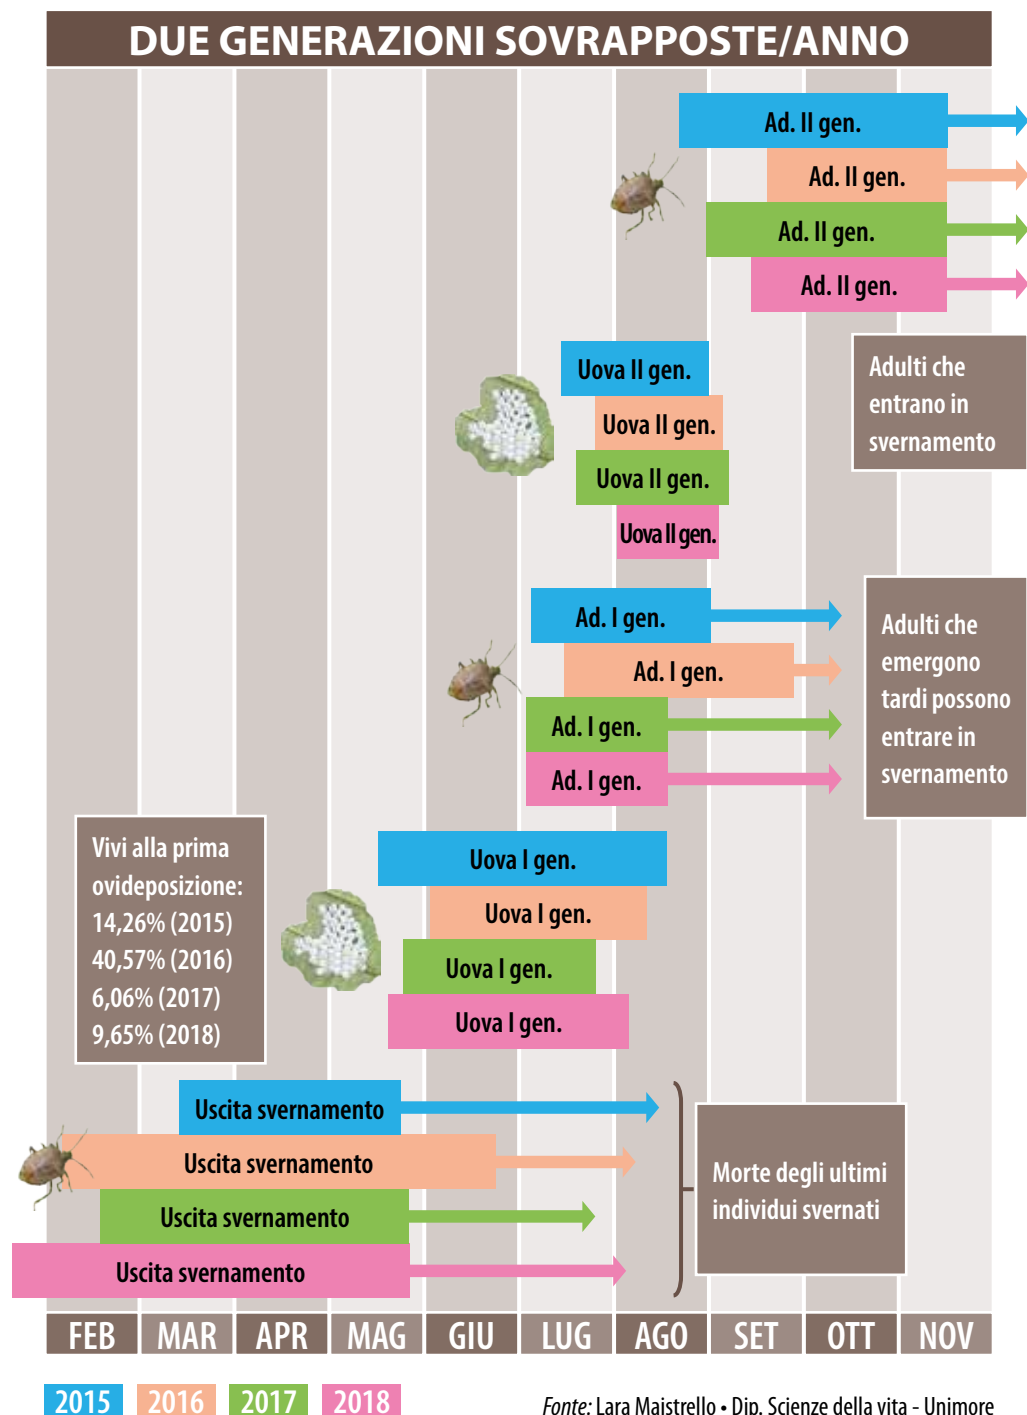 DUE GENERAZIONI SOVRAPPOSTE/ANNO
Ad. II gen.
Ad. II gen.
Ad. II gen.
Ad. II gen.
Adulti che
entrano in
svernamento
Uova II gen.
Uova II gen.
Uova II gen.
Uova II gen.
Ad. I gen.
Ad. I gen.
Ad. I gen.
Ad. I gen.
Adulti che
emergono
tardi possono
entrare in
svernamento
Vivi alla prima
ovideposizione:
14,26% (2015)
40,57% (2016)
6,06% (2017)
9,65% (2018)
Uova I gen.
Uova I gen.
Uova I gen.
Uova I gen.
Uscita svernamento
Uscita svernamento
Uscita svernamento
Uscita svernamento
Morte degli ultimi
individui svernati
FEB MAR APR MAG GIU LUG AGO SET OTT NOV
2015 2016 2017 2018
Fonte: Lara Maistrello • Dip. Scienze della vita - Unimore